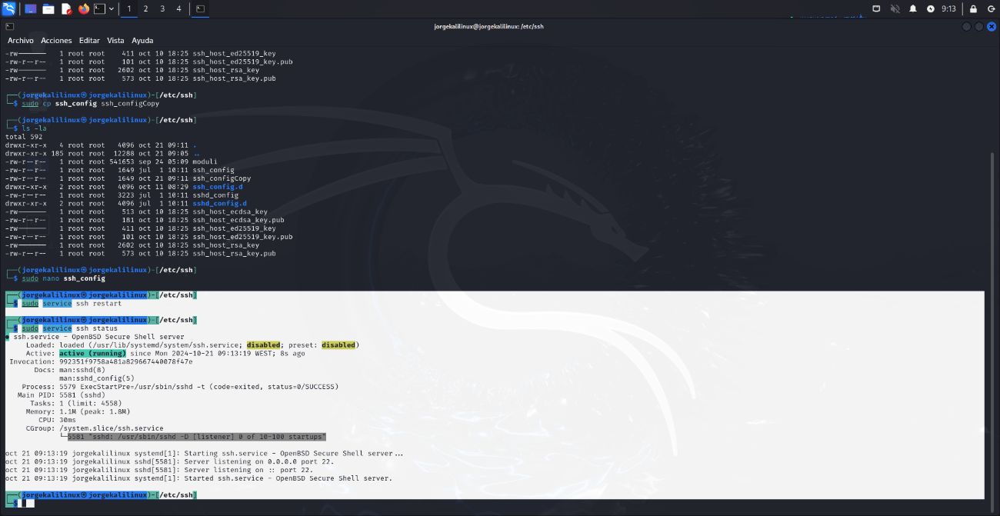 1 2 3 4 9:13
jorgekalilinux@jorgekalilinux: /etc/ssh
Archivo Acciones Editar Vista Ayuda
-rw------- 1 root root 411 oct 10 18:25 ssh_host_ed25519_key
-rw-r--r-- 1 root root 101 oct 10 18:25 ssh_host_ed25519_key.pub
-rw------- 1 root root 2602 oct 10 18:25 ssh_host_rsa_key
-rw-r--r-- 1 root root 573 oct 10 18:25 ssh_host_rsa_key.pub
┌──(jorgekalilinux㉿jorgekalilinux)-[/etc/ssh]
└─$ sudo cp ssh_config ssh_configCopy
┌──(jorgekalilinux㉿jorgekalilinux)-[/etc/ssh]
└─$ ls -la
total 592
drwxr-xr-x 4 root root 4096 oct 21 09:11 .
drwxr-xr-x 185 root root 12288 oct 21 09:05 ..
-rw-r--r-- 1 root root 541653 sep 24 05:09 moduli
-rw-r--r-- 1 root root 1649 jul 1 10:11 ssh_config
-rw-r--r-- 1 root root 1649 oct 21 09:11 ssh_configCopy
drwxr-xr-x 2 root root 4096 oct 11 08:29 ssh_config.d
-rw-r--r-- 1 root root 3223 jul 1 10:11 sshd_config
drwxr-xr-x 2 root root 4096 jul 1 10:11 sshd_config.d
-rw------- 1 root root 513 oct 10 18:25 ssh_host_ecdsa_key
-rw-r--r-- 1 root root 181 oct 10 18:25 ssh_host_ecdsa_key.pub
-rw------- 1 root root 411 oct 10 18:25 ssh_host_ed25519_key
-rw-r--r-- 1 root root 101 oct 10 18:25 ssh_host_ed25519_key.pub
-rw------- 1 root root 2602 oct 10 18:25 ssh_host_rsa_key
-rw-r--r-- 1 root root 573 oct 10 18:25 ssh_host_rsa_key.pub
┌──(jorgekalilinux㉿jorgekalilinux)-[/etc/ssh]
└─$ sudo nano ssh_config
┌──(jorgekalilinux㉿jorgekalilinux)-[/etc/ssh]
└─$ sudo service ssh restart
┌──(jorgekalilinux㉿jorgekalilinux)-[/etc/ssh]
└─$ sudo service ssh status
● ssh.service - OpenBSD Secure Shell server
Loaded: loaded (/usr/lib/systemd/system/ssh.service; disabled; preset: disabled)
Active: active (running) since Mon 2024-10-21 09:13:19 WEST; 8s ago
Invocation: 992351f9758a481a829667440078f47e
Docs: man:sshd(8)
man:sshd_config(5)
Process: 5579 ExecStartPre=/usr/sbin/sshd -t (code=exited, status=0/SUCCESS)
Main PID: 5581 (sshd)
Tasks: 1 (limit: 4558)
Memory: 1.1M (peak: 1.8M)
CPU: 30ms
CGroup: /system.slice/ssh.service
└─5581 "sshd: /usr/sbin/sshd -D [listener] 0 of 10-100 startups"
oct 21 09:13:19 jorgekalilinux systemd[1]: Starting ssh.service - OpenBSD Secure Shell server...
oct 21 09:13:19 jorgekalilinux sshd[5581]: Server listening on 0.0.0.0 port 22.
oct 21 09:13:19 jorgekalilinux sshd[5581]: Server listening on :: port 22.
oct 21 09:13:19 jorgekalilinux systemd[1]: Started ssh.service - OpenBSD Secure Shell server.
┌──(jorgekalilinux㉿jorgekalilinux)-[/etc/ssh]
└─$